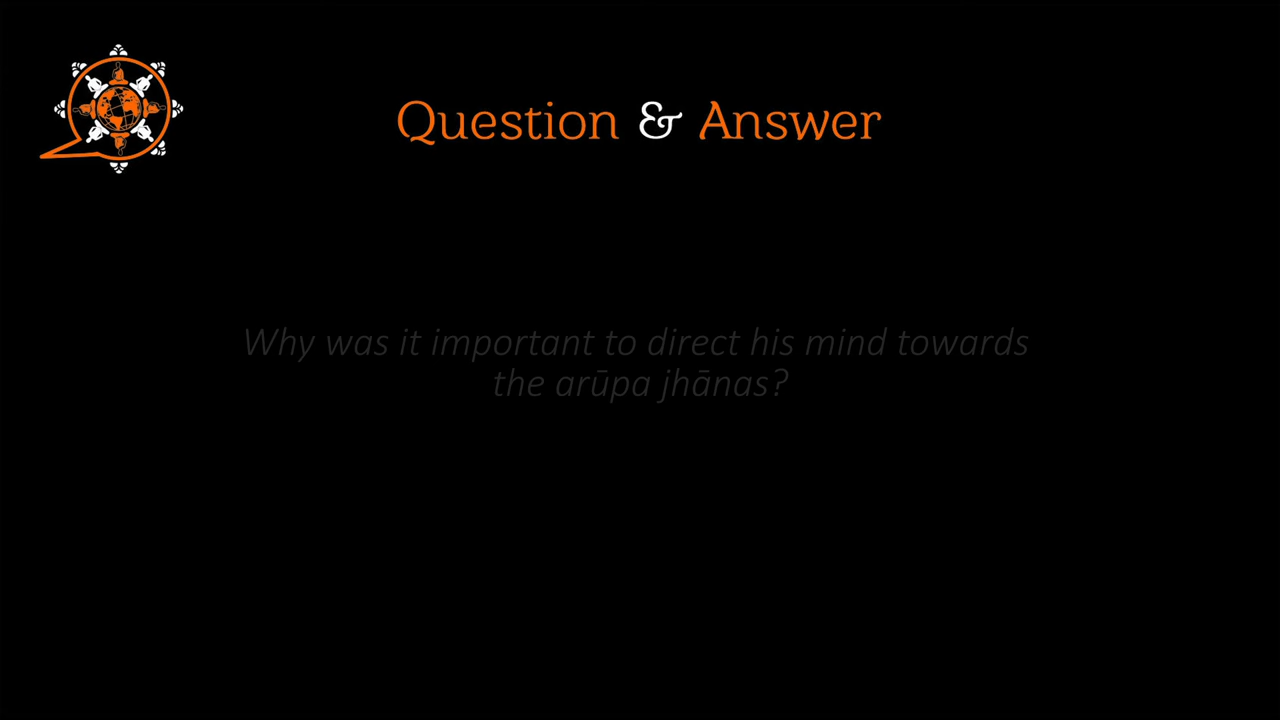 Question & Answer
Why was it important to direct his mind towards
the arūpa jhānas?